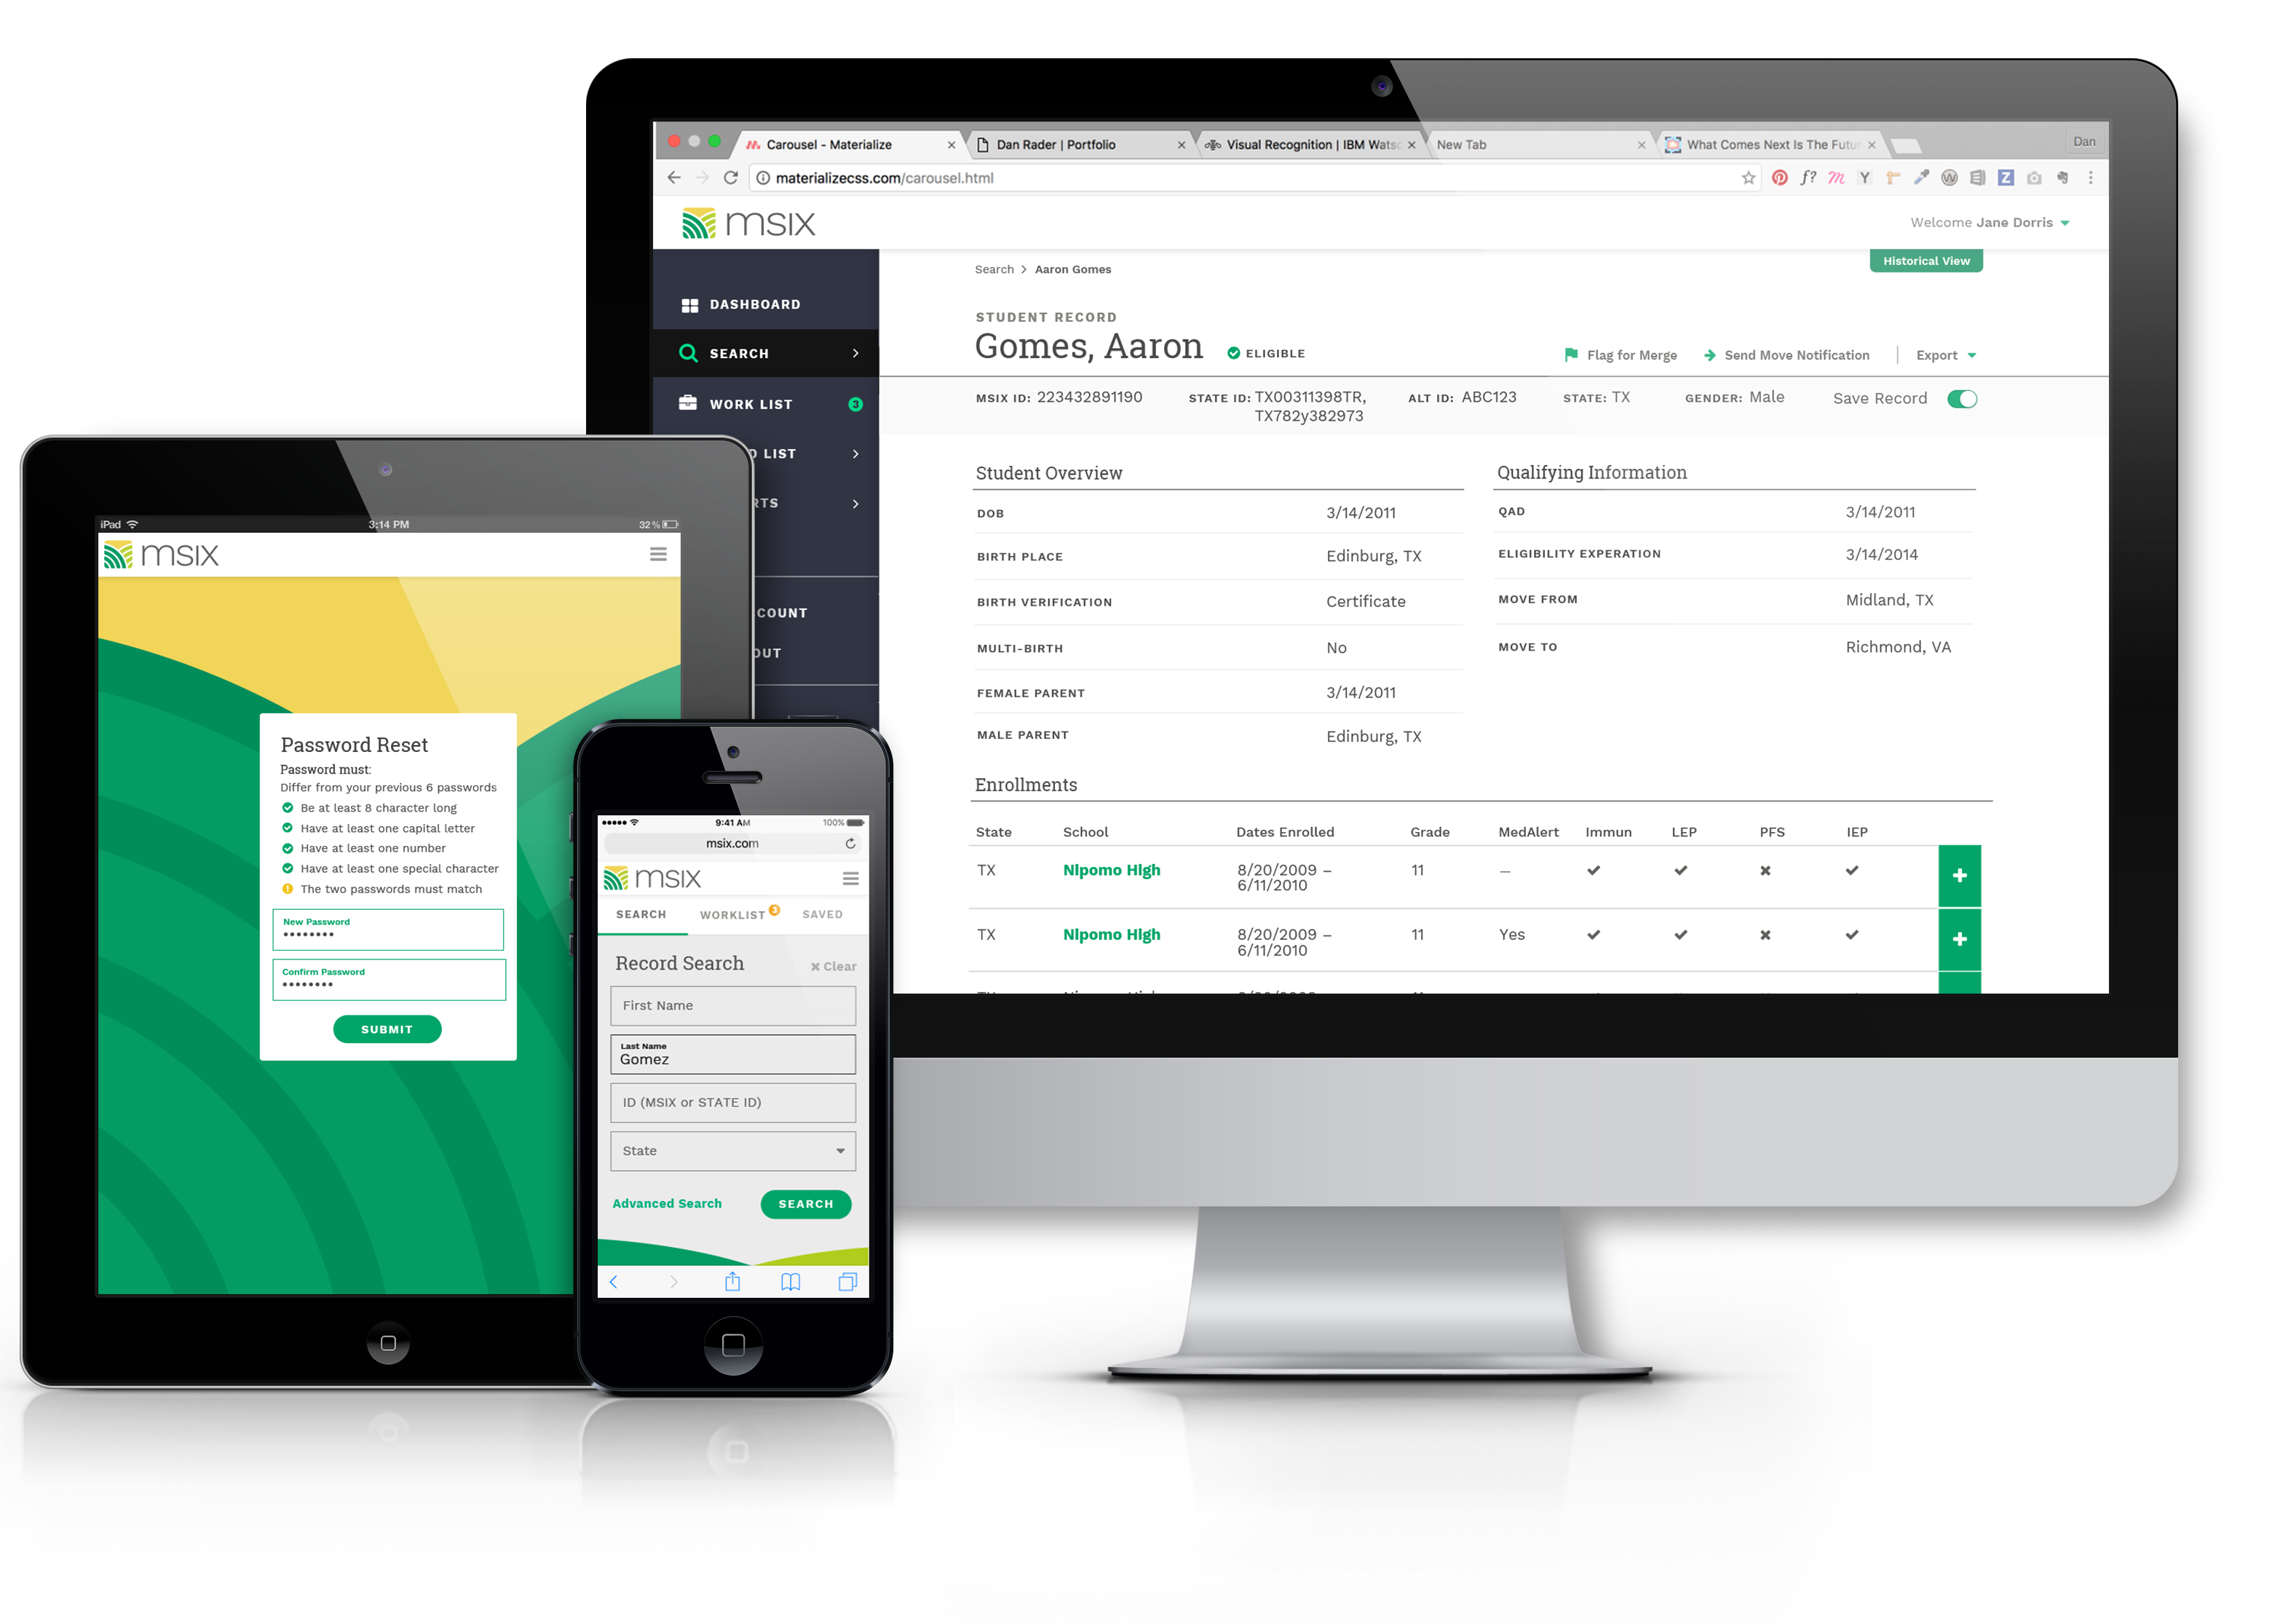 Carousel - Materialize
Dan Rader | Portfolio
Visual Recognition | IBM Watso
New Tab
What Comes Next Is The Futur
Dan
materializecss.com/carousel.html
msix
Welcome Jane Dorris
DASHBOARD
SEARCH
WORK LIST 3
D LIST
RTS
COUNT
OUT
Search > Aaron Gomes
Historical View
STUDENT RECORD
Gomes, Aaron
ELIGIBLE
Flag for Merge
Send Move Notification
Export
MSIX ID: 223432891190
STATE ID: TX00311398TR,
TX782y382973
ALT ID: ABC123
STATE: TX
GENDER: Male
Save Record
Student Overview
DOB 3/14/2011
BIRTH PLACE Edinburg, TX
BIRTH VERIFICATION Certificate
MULTI-BIRTH No
FEMALE PARENT 3/14/2011
MALE PARENT Edinburg, TX
Qualifying Information
QAD 3/14/2011
ELIGIBILITY EXPERATION 3/14/2014
MOVE FROM Midland, TX
MOVE TO Richmond, VA
Enrollments
State School Dates Enrolled Grade MedAlert Immun LEP PFS IEP
TX NIpomo HIgh 8/20/2009 – 11 —
6/11/2010
TX NIpomo HIgh 8/20/2009 – 11 Yes
6/11/2010
iPad
3:14 PM
32%
msix
Password Reset
Password must:
Differ from your previous 6 passwords
Be at least 8 character long
Have at least one capital letter
Have at least one number
Have at least one special character
The two passwords must match
New Password
••••••••
Confirm Password
••••••••
SUBMIT
9:41 AM
100%
msix.com
msix
SEARCH WORKLIST 3 SAVED
Record Search
Clear
First Name
Last Name
Gomez
ID (MSIX or STATE ID)
State
Advanced Search
SEARCH